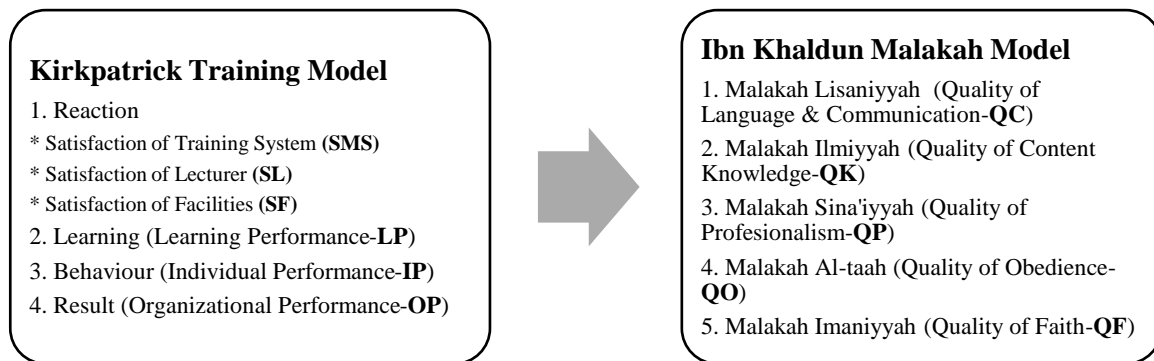 Kirkpatrick Training Model
1. Reaction
* Satisfaction of Training System (SMS)
* Satisfaction of Lecturer (SL)
* Satisfaction of Facilities (SF)
2. Learning (Learning Performance-LP)
3. Behaviour (Individual Performance-IP)
4. Result (Organizational Performance-OP)
Ibn Khaldun Malakah Model
1. Malakah Lisaniyyah (Quality of
Language & Communication-QC)
2. Malakah Ilmiyyah (Quality of Content
Knowledge-QK)
3. Malakah Sina'iyyah (Quality of
Profesionalism-QP)
4. Malakah Al-taah (Quality of Obedience-
QO)
5. Malakah Imaniyyah (Quality of Faith-QF)